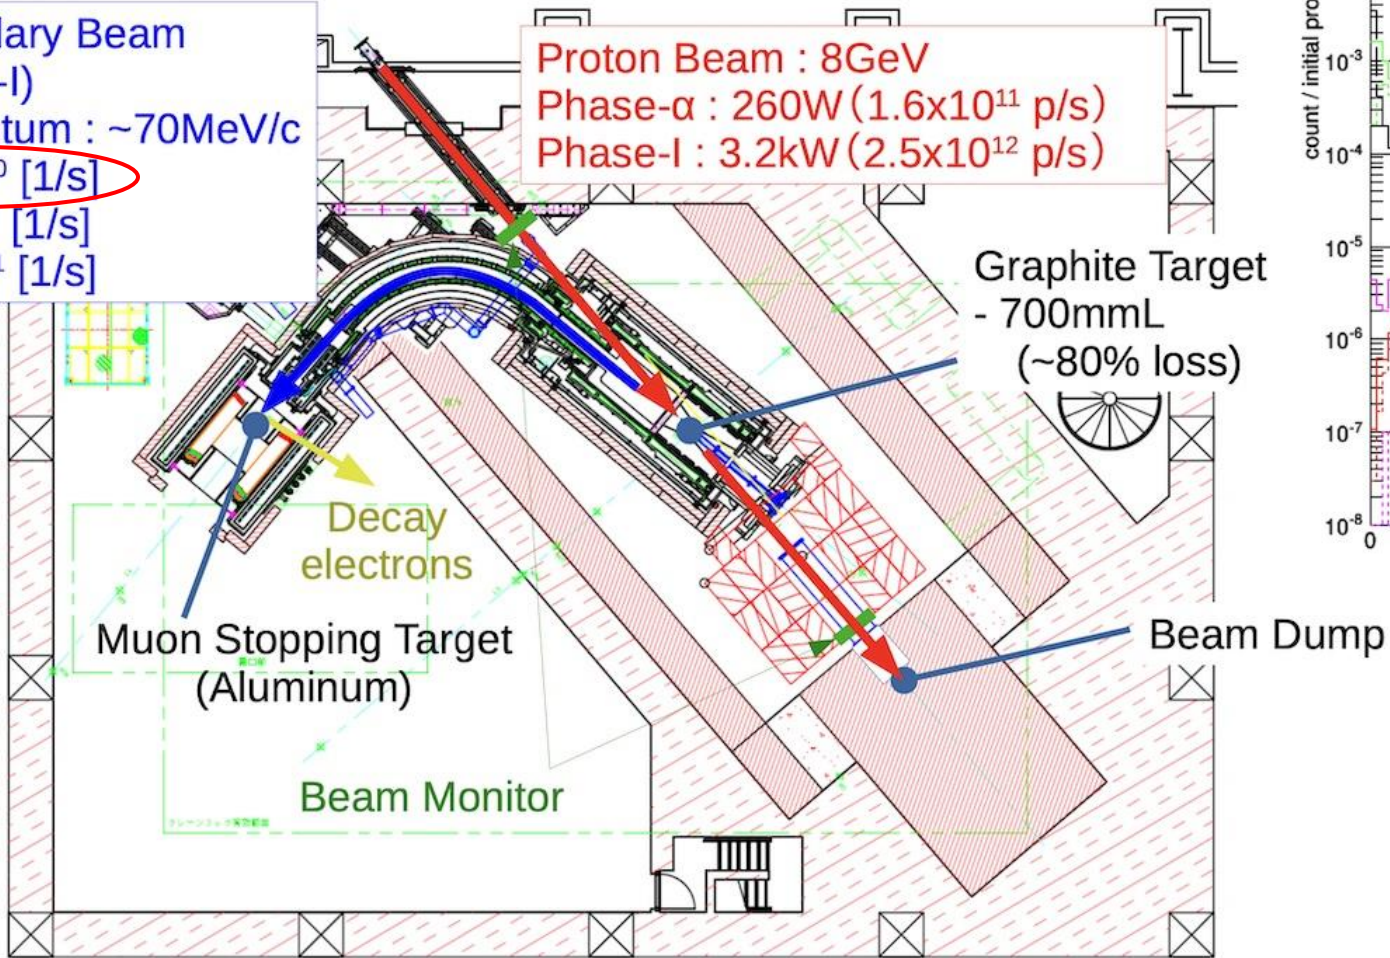 lary Beam
-I)
tum : ~70MeV/c
⁰ [1/s]
[1/s]
[1/s]
Proton Beam : 8GeV
Phase-α : 260W (1.6x10¹¹ p/s)
Phase-I : 3.2kW (2.5x10¹² p/s)
Graphite Target
- 700mmL
(~80% loss)
Decay
electrons
Muon Stopping Target
(Aluminum)
Beam Monitor
Beam Dump
count / initial pro
10⁻³
10⁻⁴
10⁻⁵
10⁻⁶
10⁻⁷
10⁻⁸
0